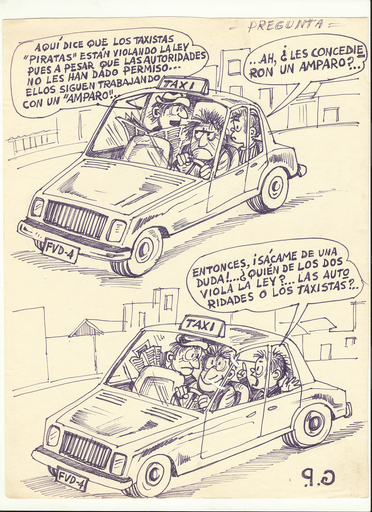 = PREGUNTA =
AQUÍ DICE QUE LOS TAXISTAS
"PIRATAS" ESTÁN VIOLANDO LA LEY
PUES A PESAR QUE LAS AUTORIDADES
NO LES HAN DADO PERMISO...
ELLOS SIGUEN TRABAJANDO
CON UN "AMPARO"...
..AH, ¿LES CONCEDIE
RON UN AMPARO?...
TAXI
FVD-4
ENTONCES, ¡SÁCAME DE UNA
DUDA!...¿QUIÉN DE LOS DOS
VIOLA LA LEY?...LAS AUTO
RIDADES O LOS TAXISTAS?..
TAXI
FVD-4
G.P.